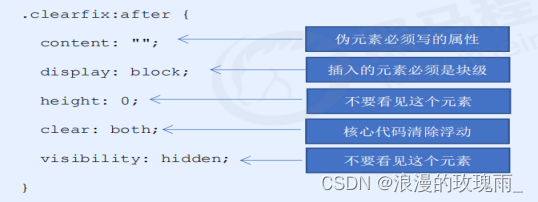 .clearfix:after {
content: "";
伪元素必须写的属性
display: block;
插入的元素必须是块级
height: 0;
不要看见这个元素
clear: both;
核心代码清除浮动
visibility: hidden;
不要看见这个元素
}
CSDN @浪漫的玫瑰雨_